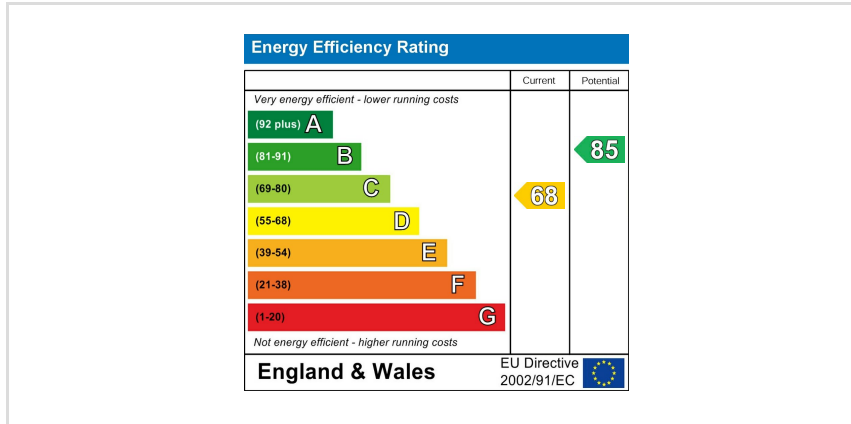 Energy Efficiency Rating
Current Potential
Very energy efficient - lower running costs
(92 plus) A
(81-91) B
85
(69-80) C
68
(55-68) D
(39-54) E
(21-38) F
(1-20) G
Not energy efficient - higher running costs
England & Wales
EU Directive
2002/91/EC